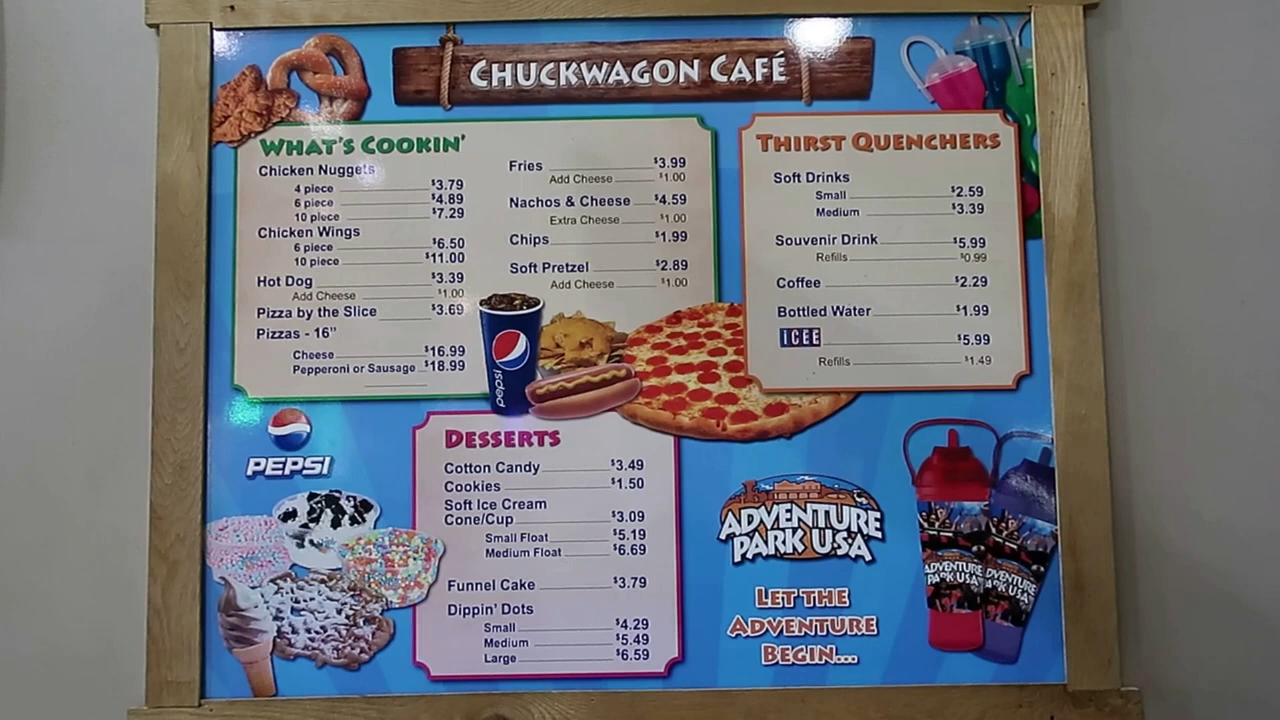 CHUCKWAGON CAFÉ
WHAT'S COOKIN'
Chicken Nuggets
4 piece $3.79
6 piece $4.89
10 piece $7.29
Chicken Wings
6 piece $6.50
10 piece $11.00
Hot Dog $3.39
Add Cheese $1.00
Pizza by the Slice $3.69
Pizzas - 16"
Cheese $16.99
Pepperoni or Sausage $18.99
Fries $3.99
Add Cheese $1.00
Nachos & Cheese $4.59
Extra Cheese $1.00
Chips $1.99
Soft Pretzel $2.89
Add Cheese $1.00
THIRST QUENCHERS
Soft Drinks
Small $2.59
Medium $3.39
Souvenir Drink $5.99
Refills $0.99
Coffee $2.29
Bottled Water $1.99
ICEE $5.99
Refills $1.49
pepsi
PEPSI
DESSERTS
Cotton Candy $3.49
Cookies $1.50
Soft Ice Cream
Cone/Cup $3.09
Small Float $5.19
Medium Float $6.69
Funnel Cake $3.79
Dippin' Dots
Small $4.29
Medium $5.49
Large $6.59
ADVENTURE
PARK USA
LET THE
ADVENTURE
BEGIN...
ADVENTURE
PARK USA
ADVENTURE
PARK USA